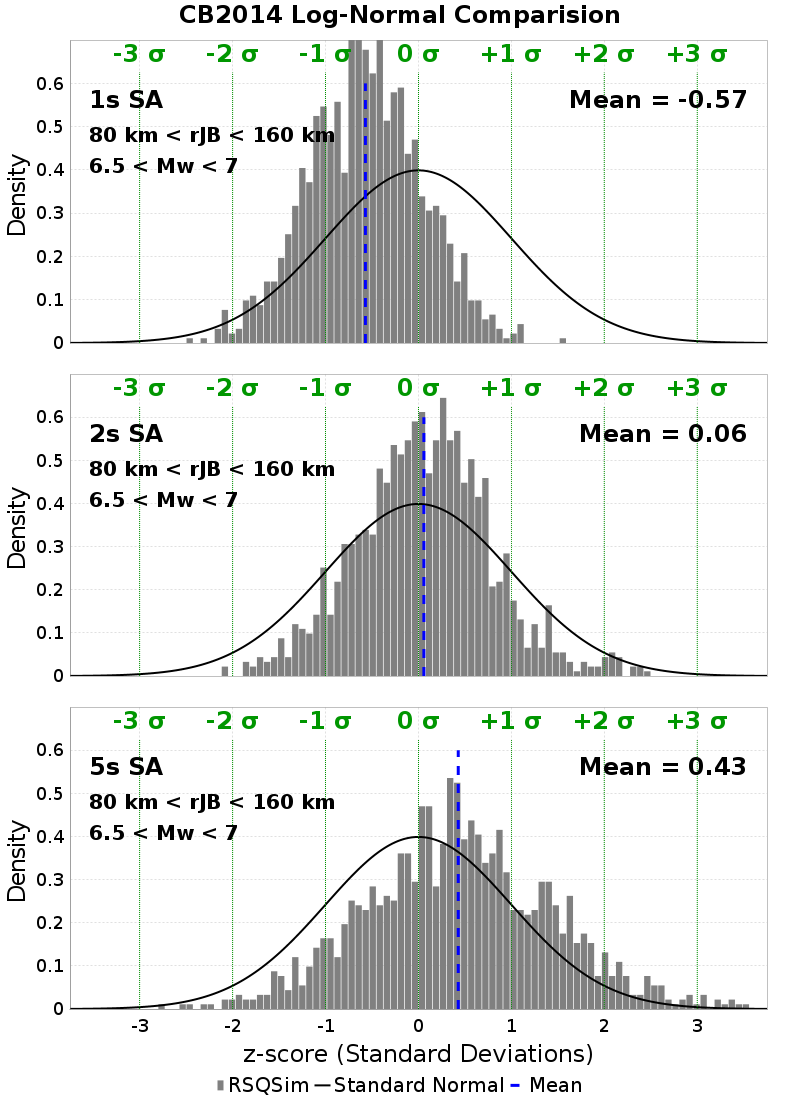 CB2014 Log-Normal Comparision
-3 σ -2 σ -1 σ 0 σ +1 σ +2 σ +3 σ
1s SA
Mean = -0.57
80 km < rJB < 160 km
6.5 < Mw < 7
Density
0.6
0.5
0.4
0.3
0.2
0.1
0
-3 σ -2 σ -1 σ 0 σ +1 σ +2 σ +3 σ
2s SA
Mean = 0.06
80 km < rJB < 160 km
6.5 < Mw < 7
Density
0.6
0.5
0.4
0.3
0.2
0.1
0
-3 σ -2 σ -1 σ 0 σ +1 σ +2 σ +3 σ
5s SA
Mean = 0.43
80 km < rJB < 160 km
6.5 < Mw < 7
Density
0.6
0.5
0.4
0.3
0.2
0.1
0
-3 -2 -1 0 1 2 3
z-score (Standard Deviations)
RSQSim Standard Normal Mean